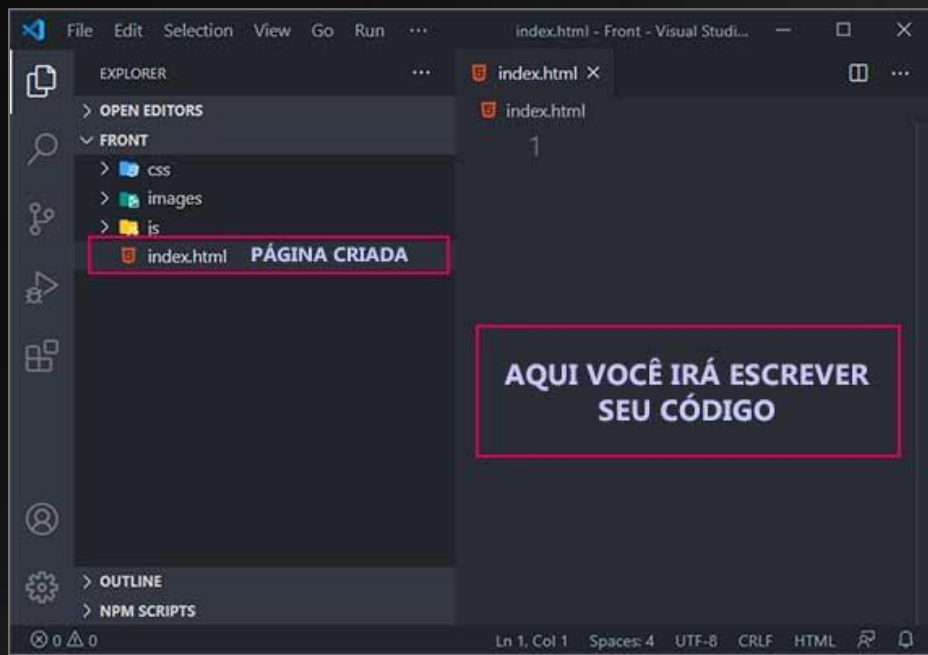 File Edit Selection View Go Run ··· index.html - Front - Visual Studi...
EXPLORER ···
index.html
index.html
OPEN EDITORS
FRONT
1
css
images
js
index.html PÁGINA CRIADA
AQUI VOCÊ IRÁ ESCREVER
SEU CÓDIGO
OUTLINE
NPM SCRIPTS
0 0 Ln 1, Col 1 Spaces: 4 UTF-8 CRLF HTML